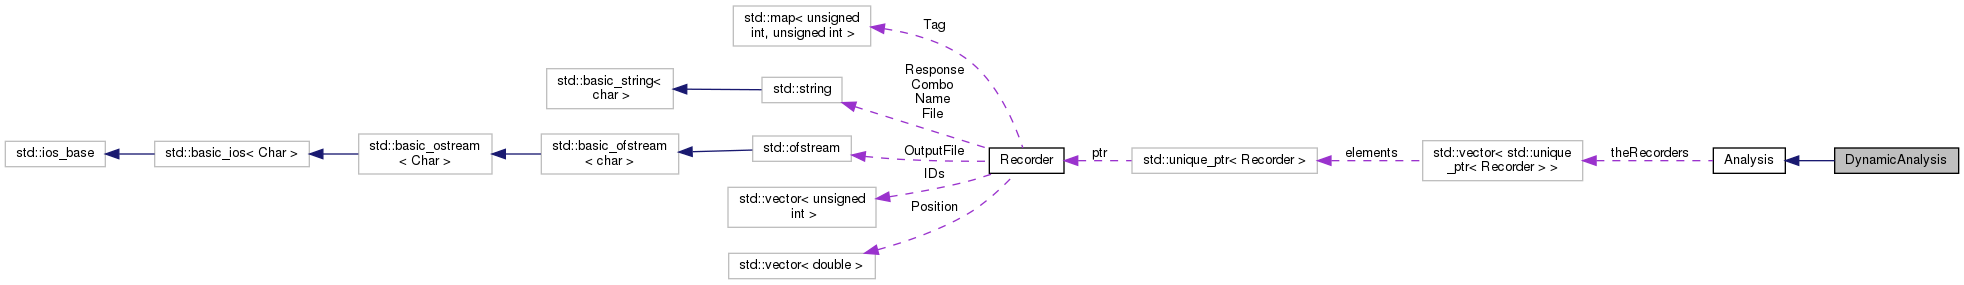 std::map< unsigned
int, unsigned int >
Tag
std::basic_string<
char >
std::string
Response
Combo
Name
File
std::ios_base
std::basic_ios< Char >
std::basic_ostream
< Char >
std::basic_ofstream
< char >
std::ofstream
OutputFile
Recorder
ptr
std::unique_ptr< Recorder >
elements
std::vector< std::unique
_ptr< Recorder > >
theRecorders
Analysis
DynamicAnalysis
IDs
std::vector< unsigned
int >
Position
std::vector< double >